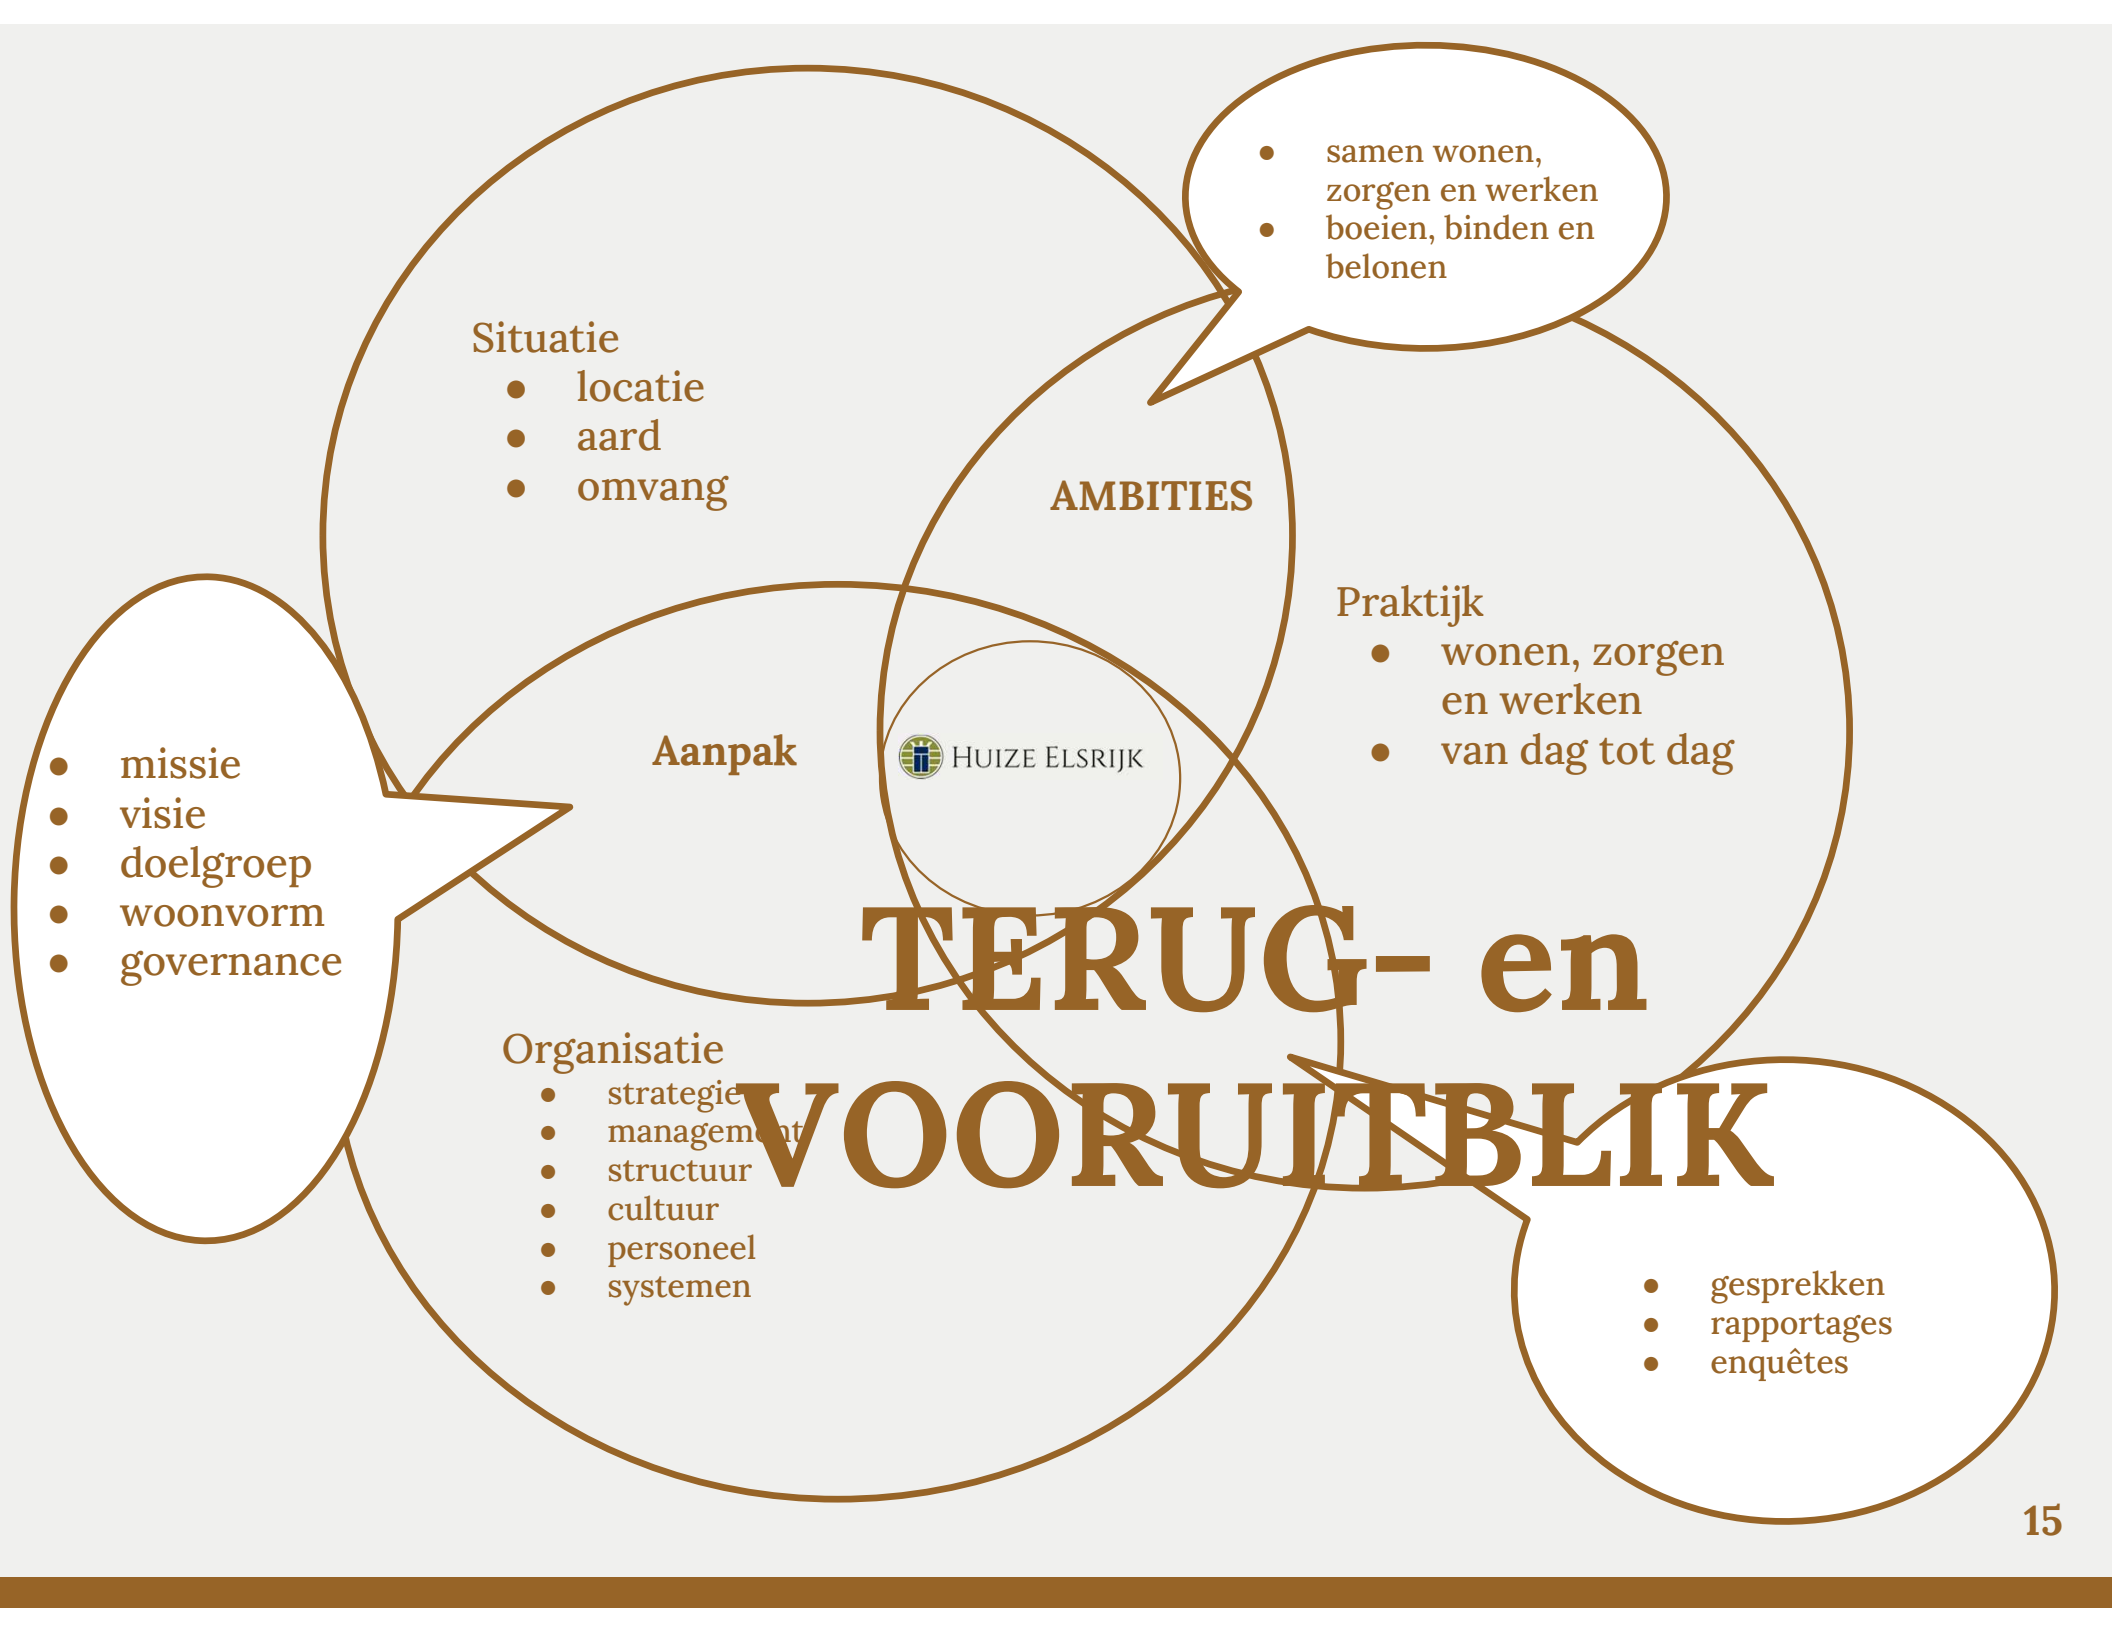 ● samen wonen,
zorgen en werken
● boeien, binden en
belonen
Situatie
● locatie
● aard
● omvang
AMBITIES
Praktijk
● wonen, zorgen
en werken
● van dag tot dag
Aanpak
HUIZE ELSRIJK
● missie
● visie
● doelgroep
● woonvorm
● governance
TERUG- en
VOORUITBLIK
Organisatie
● strategie
● management
● structuur
● cultuur
● personeel
● systemen
● gesprekken
● rapportages
● enquêtes
15